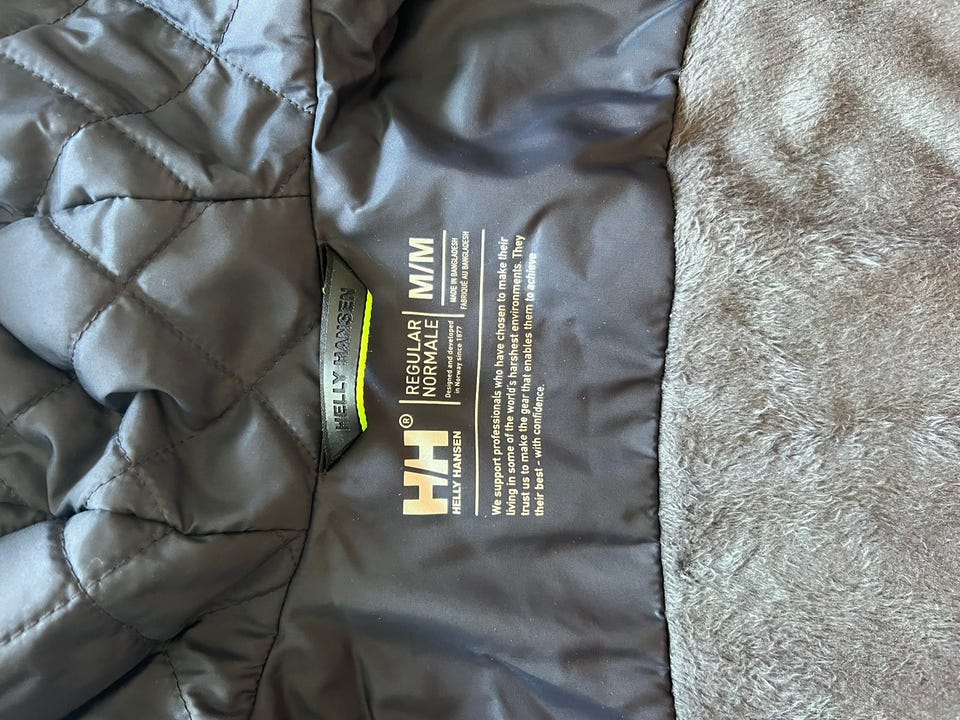 HELLY HANSEN
H/H®
HELLY HANSEN
REGULAR
NORMALE
Designed and developed
in Norway since 1877
M/M
MADE IN BANGLADESH
FABRIQUÉ AU BANGLADESH
We support professionals who have chosen to make their
living in some of the world's harshest environments. They
trust us to make the gear that enables them to achieve
their best - with confidence.